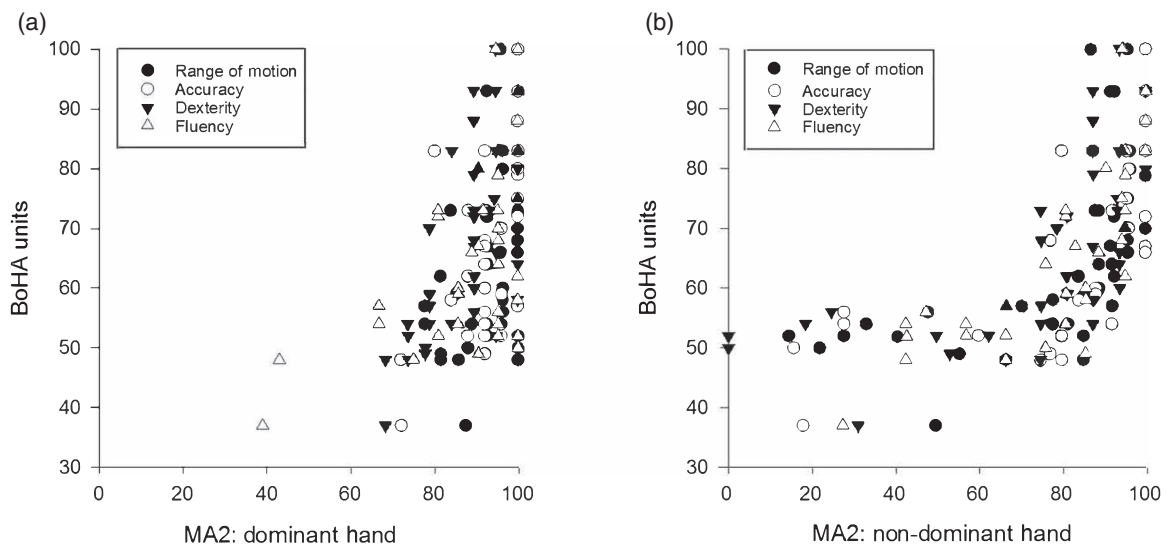 (a)
(b)
100
90
80
70
60
50
40
30
BoHA units
Range of motion
Accuracy
Dexterity
Fluency
0
20
40
60
80
100
MA2: dominant hand
100
90
80
70
60
50
40
30
BoHA units
Range of motion
Accuracy
Dexterity
Fluency
0
20
40
60
80
100
MA2: non-dominant hand